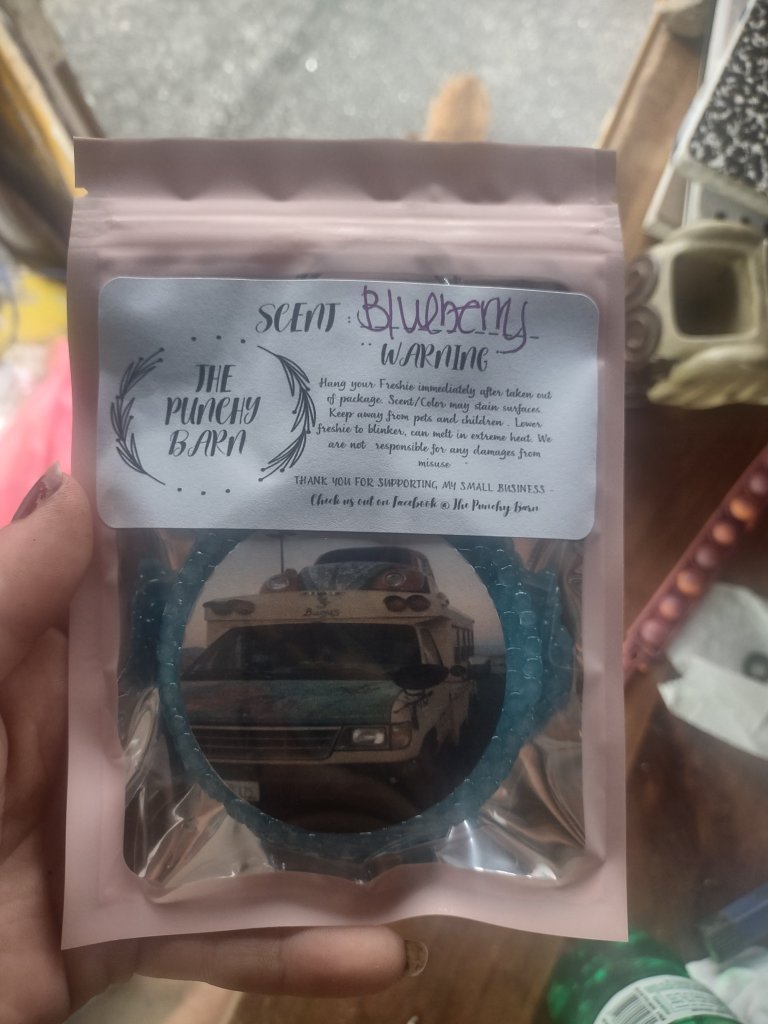 SCENT : Blueberry
WARNING
THE
PUNCHY
BARN
Hang your Freshie immediately after taken out
of package. Scent/Color may stain surfaces.
Keep away from pets and children. Lower
freshie to blinker, can melt in extreme heat. We
are not responsible for any damages from
misuse
THANK YOU FOR SUPPORTING MY SMALL BUSINESS -
Check us out on Facebook @ The Punchy Barn